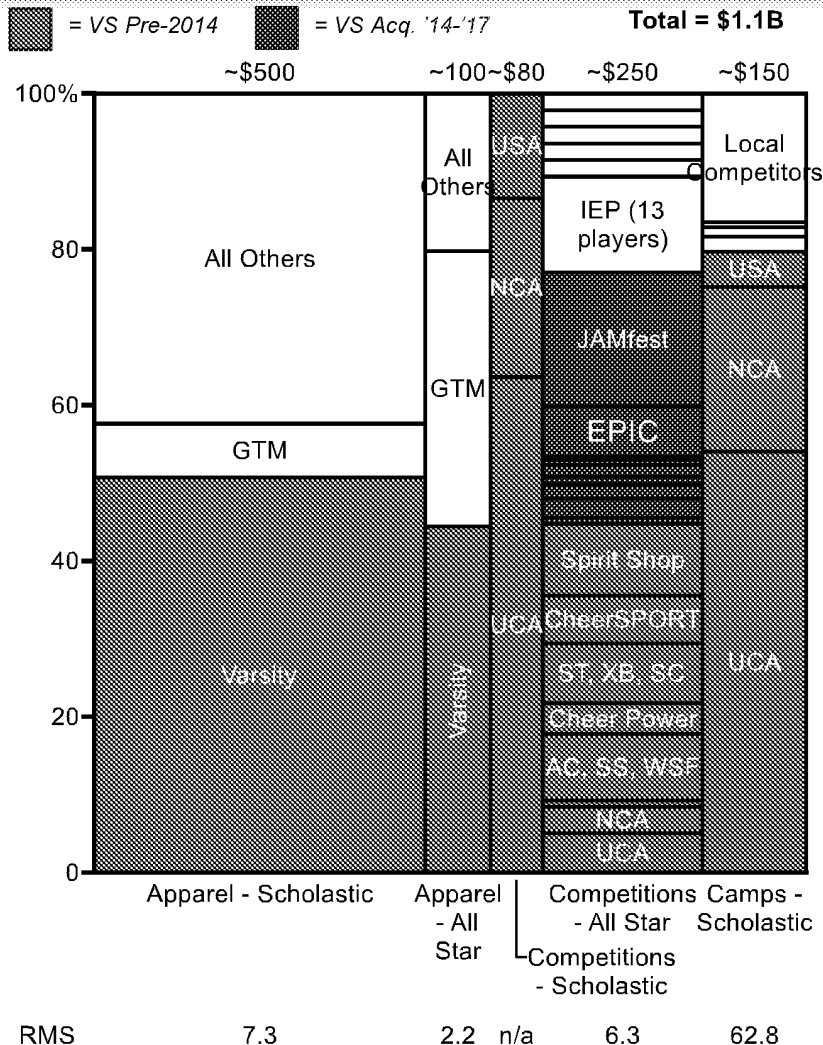 = VS Pre-2014
= VS Acq. '14-'17
Total = $1.1B
~$500
~100
~$80
~$250
~$150
100%
80
60
40
20
0
All Others
GTM
Varsity
All
Others
GTM
Varsity
USA
NCA
UCA
IEP (13
players)
JAMfest
EPIC
Spirit Shop
CheerSPORT
ST, XB, SC
Cheer Power
AC, SS, WSF
NCA
UCA
Local
Competitors
USA
NCA
UCA
Apparel - Scholastic
Apparel
- All
Star
Competitions
- Scholastic
Competitions
- All Star
Camps -
Scholastic
RMS
7.3
2.2
n/a
6.3
62.8